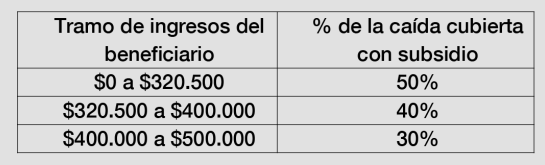 Tramo de ingresos del
beneficiario
% de la caída cubierta
con subsidio
$0 a $320.500
50%
$320.500 a $400.000
40%
$400.000 a $500.000
30%